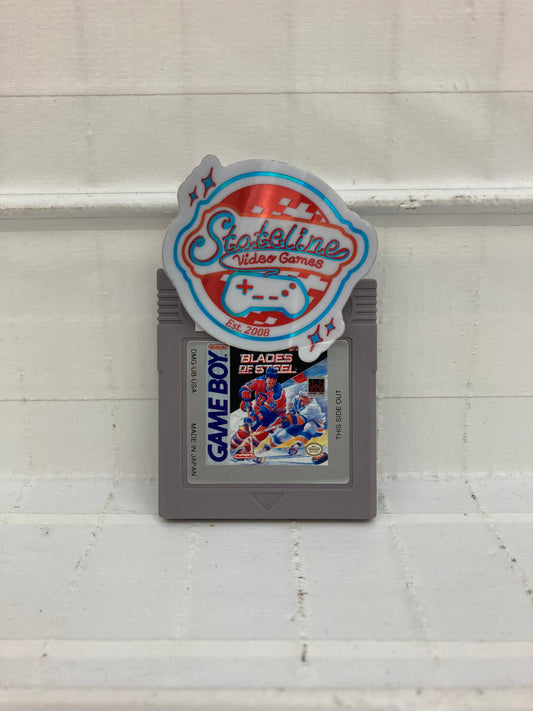 Stateline
Video Games
Est. 2008
DMG-UB-USA
MADE IN JAPAN
GAME BOY
BLADES
OF STEEL
THIS SIDE OUT